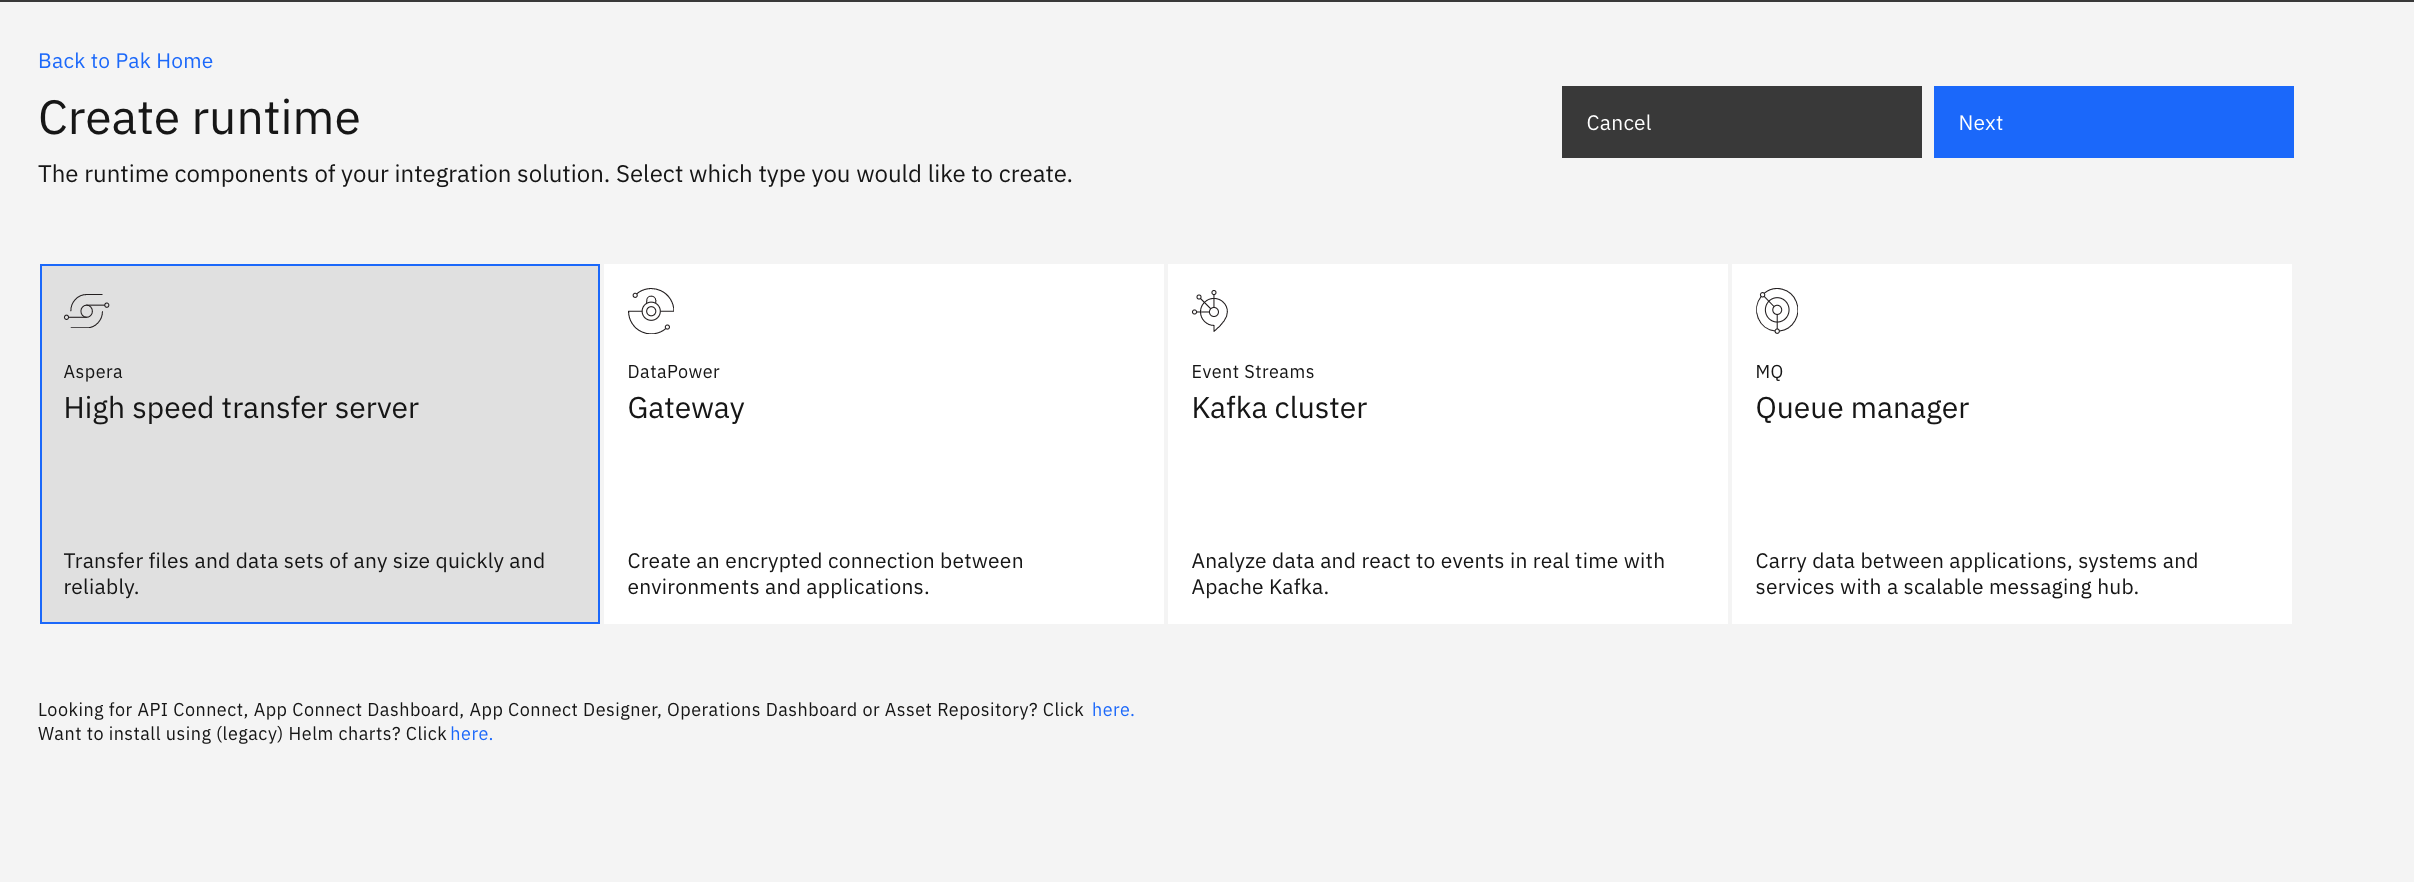 Back to Pak Home
Create runtime
The runtime components of your integration solution. Select which type you would like to create.
Cancel
Next
Aspera
High speed transfer server
Transfer files and data sets of any size quickly and
reliably.
DataPower
Gateway
Create an encrypted connection between
environments and applications.
Event Streams
Kafka cluster
Analyze data and react to events in real time with
Apache Kafka.
MQ
Queue manager
Carry data between applications, systems and
services with a scalable messaging hub.
Looking for API Connect, App Connect Dashboard, App Connect Designer, Operations Dashboard or Asset Repository? Click here.
Want to install using (legacy) Helm charts? Click here.